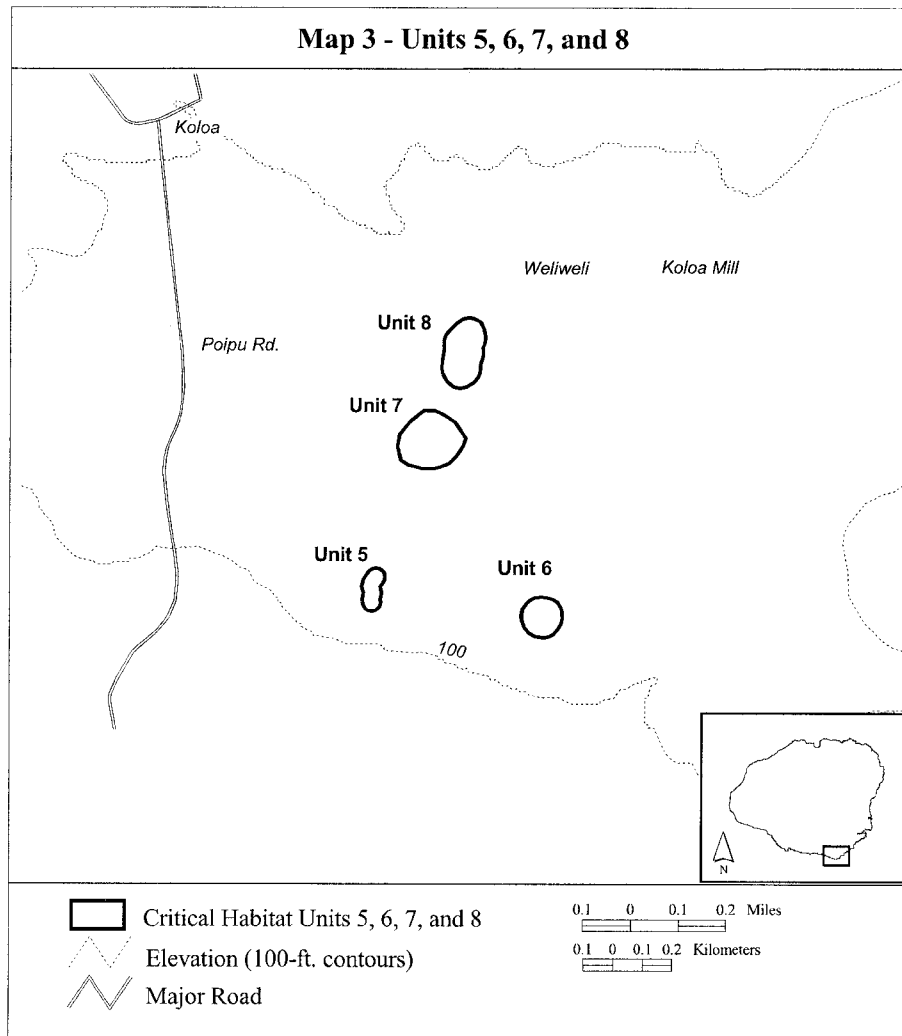 Map 3 - Units 5, 6, 7, and 8
Koloa
Weliweli
Koloa Mill
Unit 8
Poipu Rd.
Unit 7
Unit 5
Unit 6
100
N
Critical Habitat Units 5, 6, 7, and 8
Elevation (100-ft. contours)
Major Road
0.1 0 0.1 0.2 Miles
0.1 0 0.1 0.2 Kilometers